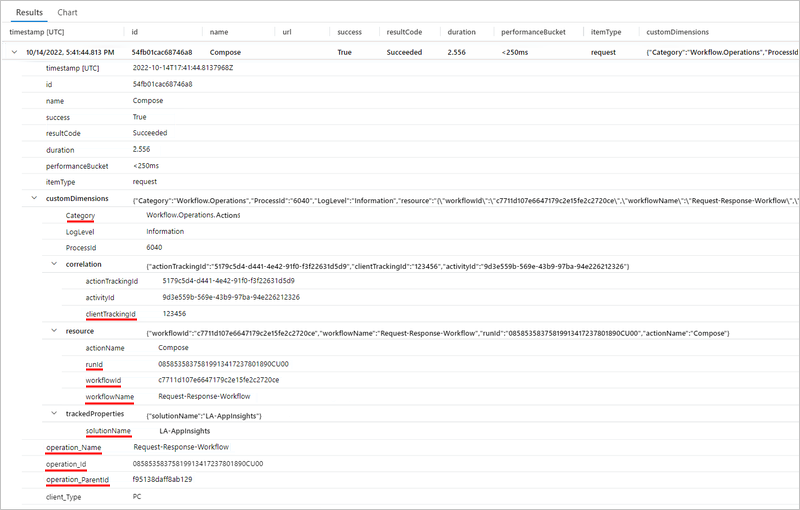 Results Chart
timestamp [UTC] id name url success resultCode duration performanceBucket itemType customDimensions
10/14/2022, 5:41:44.813 PM 54fb01cac68746a8 Compose True Succeeded 2.556 <250ms request {"Category":"Workflow.Operations","ProcessId
timestamp [UTC] 2022-10-14T17:41:44.8137968Z
id 54fb01cac68746a8
name Compose
success True
resultCode Succeeded
duration 2.556
performanceBucket <250ms
itemType request
customDimensions {"Category":"Workflow.Operations","ProcessId":"6040","LogLevel":"Information","resource":"{\"workflowId\":\"c7711d107e6647179c2e15fe2c2720ce\",\"workflowName\":\"Request-Response-Workflow\",\"
Category Workflow.Operations.Actions
LogLevel Information
ProcessId 6040
correlation {"actionTrackingId":"5179c5d4-d441-4e42-91f0-f3f22631d5d9","clientTrackingId":"123456","activityId":"9d3e559b-569e-43b9-97ba-94e226212326"}
actionTrackingId 5179c5d4-d441-4e42-91f0-f3f22631d5d9
activityId 9d3e559b-569e-43b9-97ba-94e226212326
clientTrackingId 123456
resource {"workflowId":"c7711d107e6647179c2e15fe2c2720ce","workflowName":"Request-Response-Workflow","runId":"08585358375819913417237801890CU00","actionName":"Compose"}
actionName Compose
runId 08585358375819913417237801890CU00
workflowId c7711d107e6647179c2e15fe2c2720ce
workflowName Request-Response-Workflow
trackedProperties {"solutionName":"LA-AppInsights"}
solutionName LA-AppInsights
operation_Name Request-Response-Workflow
operation_Id 08585358375819913417237801890CU00
operation_ParentId f95138daff8ab129
client_Type PC